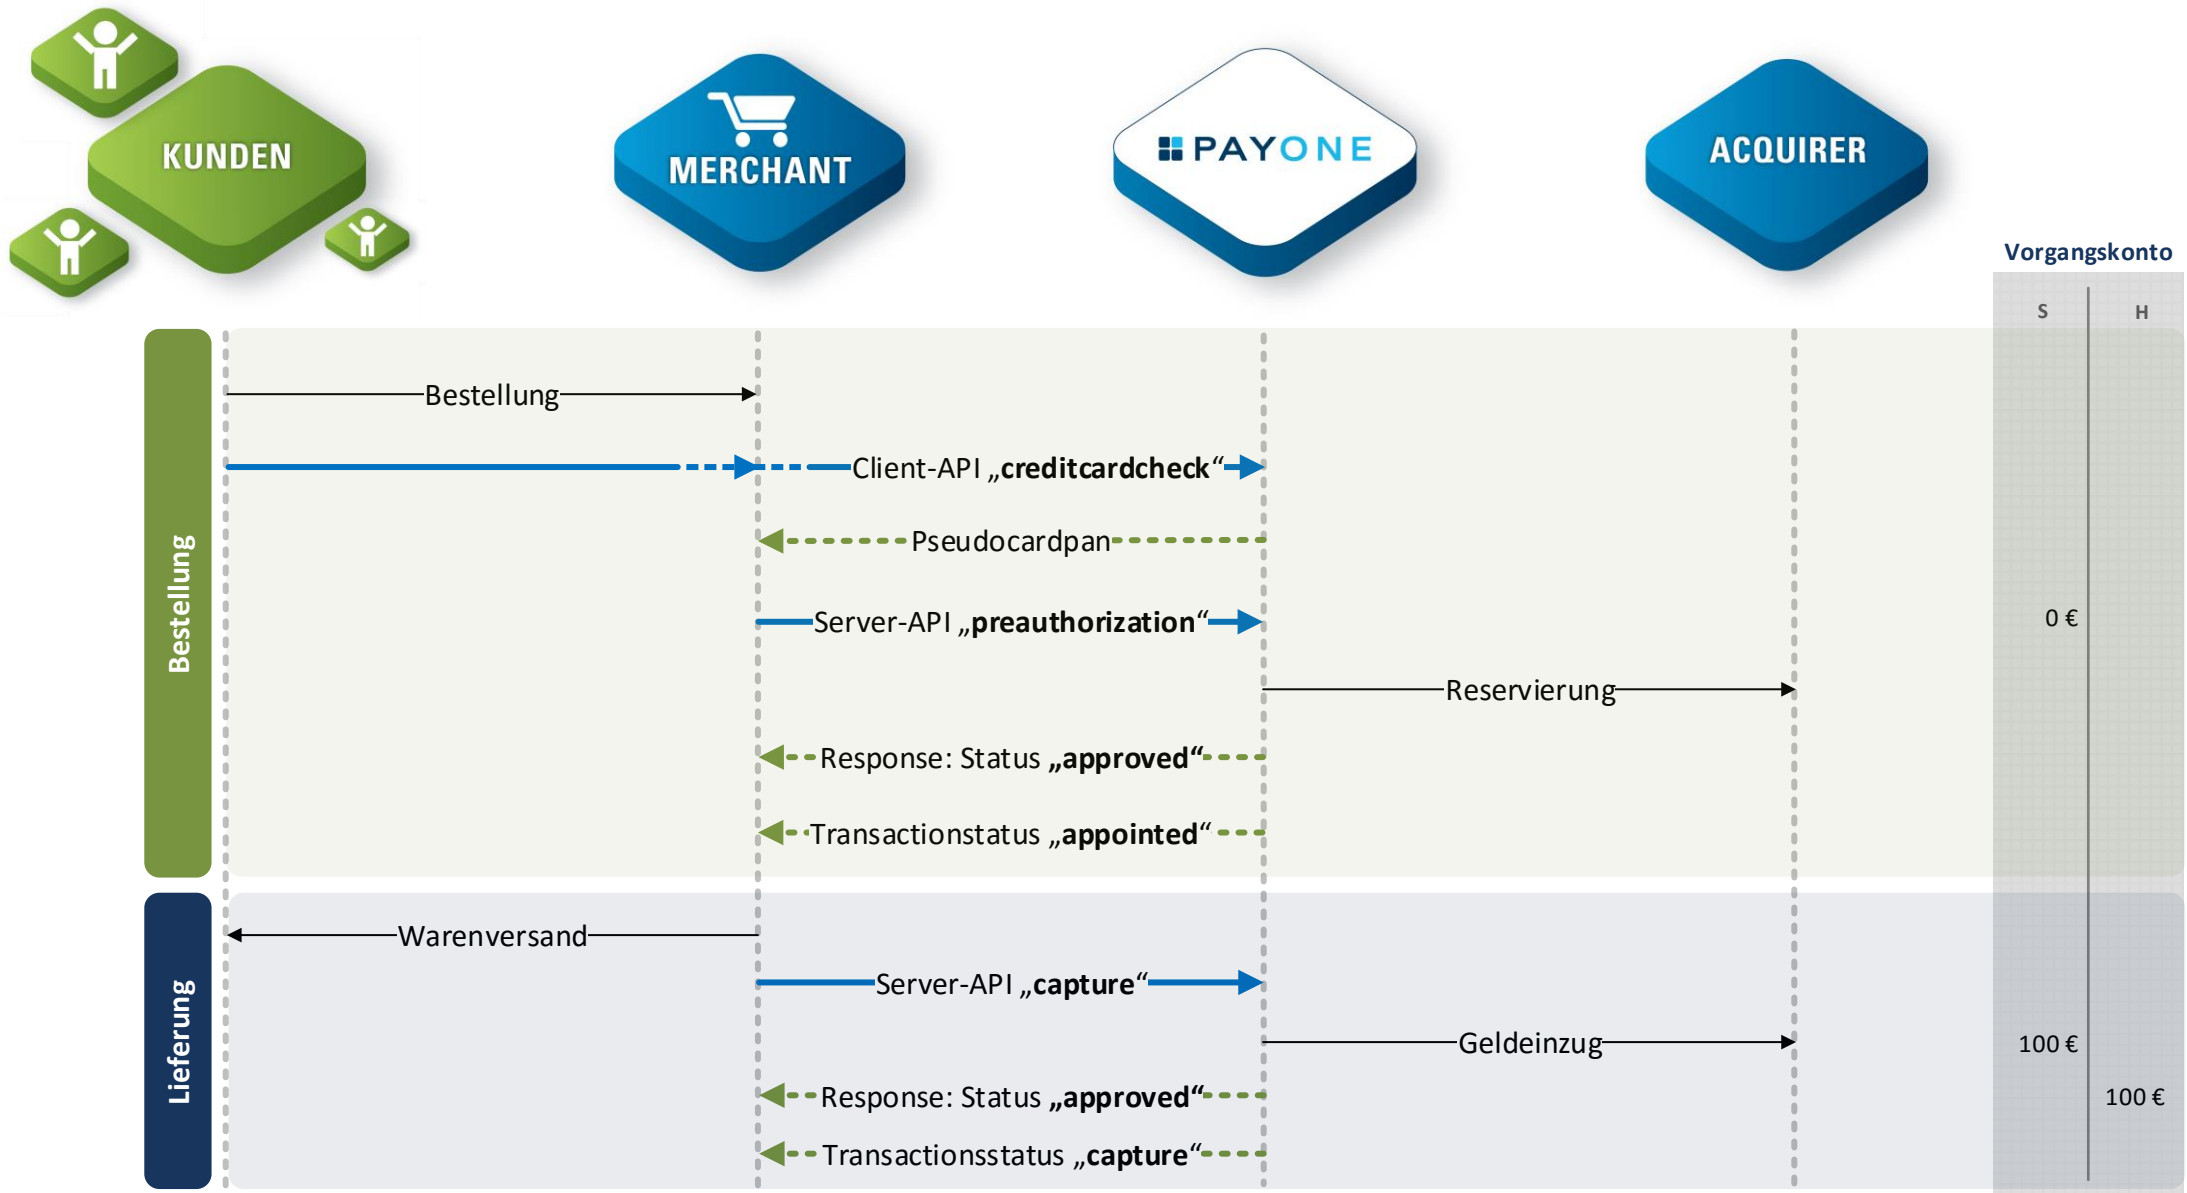 KUNDEN
MERCHANT
PAYONE
ACQUIRER
Vorgangskonto
S H
Bestellung
Bestellung
Client-API „creditcardcheck“
Pseudocardpan
Server-API „preauthorization“
0 €
Reservierung
Response: Status „approved“
Transactionstatus „appointed“
Lieferung
Warenversand
Server-API „capture“
Geldeinzug
100 €
Response: Status „approved“
100 €
Transactionsstatus „capture“